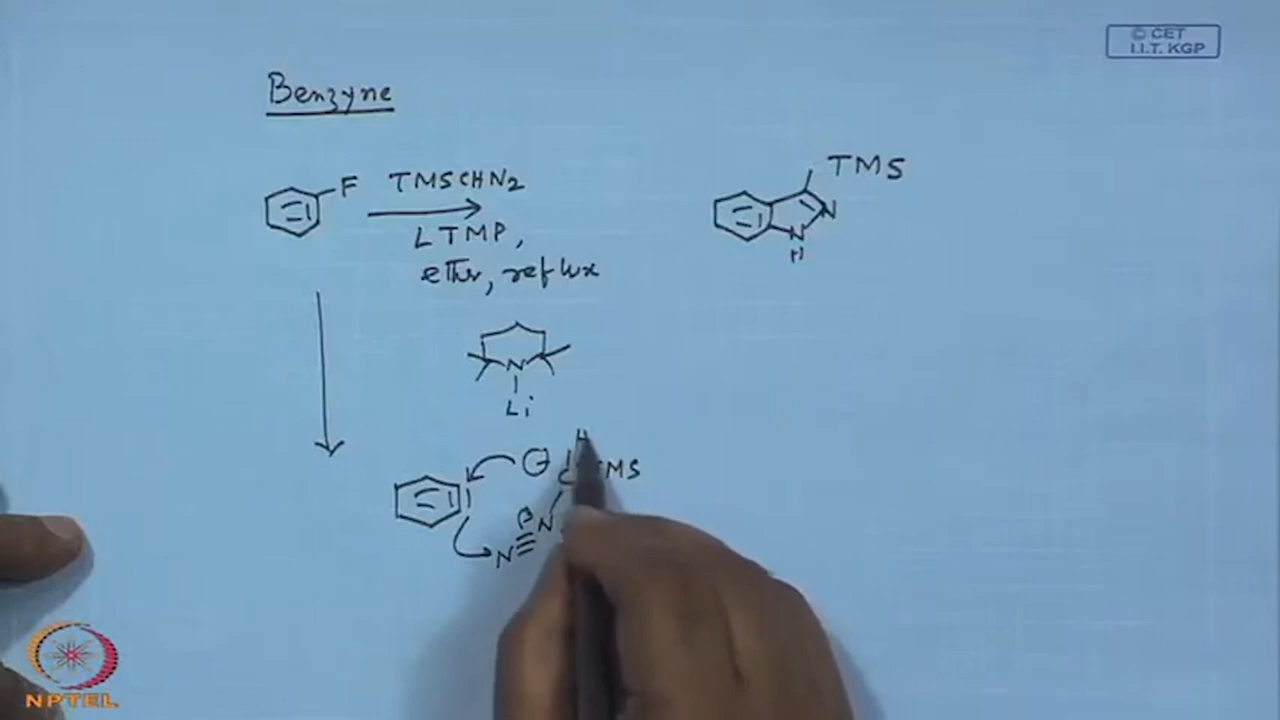 © CET
I.I.T. KGP
Benzyne
F
TMSCHN2
LTMP,
ether, reflux
TMS
N
N
H
N
Li
H
C TMS
N
N
NPTEL